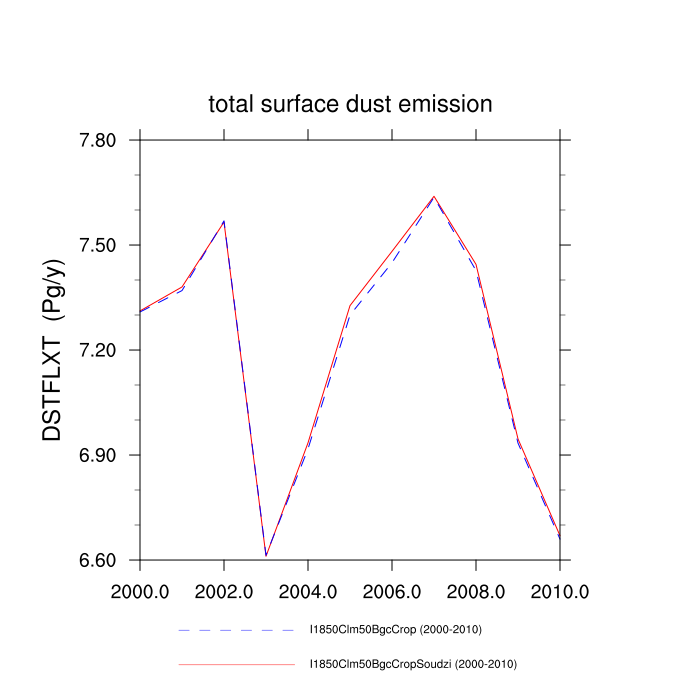 total surface dust emission
7.80
7.50
7.20
6.90
6.60
DSTFLXT (Pg/y)
2000.0 2002.0 2004.0 2006.0 2008.0 2010.0
I1850Clm50BgcCrop (2000-2010)
I1850Clm50BgcCropSoudzi (2000-2010)